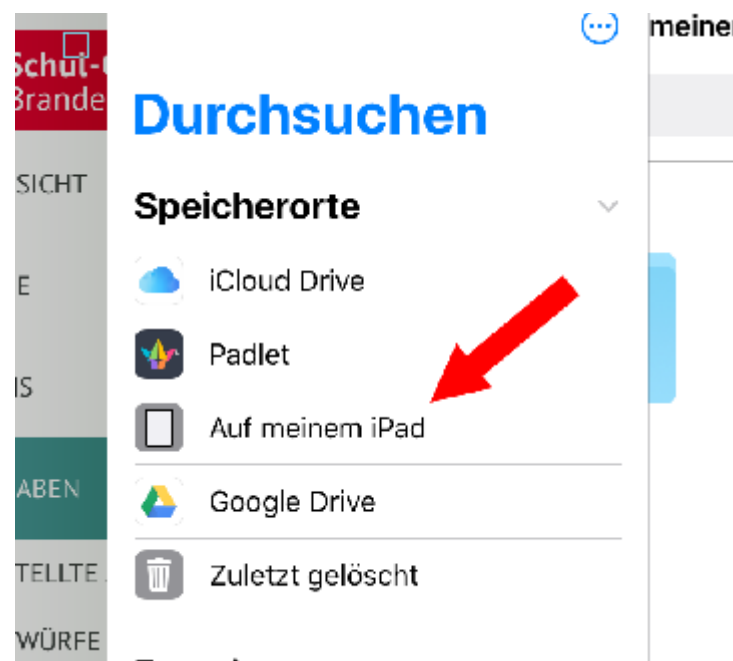 meine
Schul-
Brande
Durchsuchen
SICHT
Speicherorte
E
iCloud Drive
Padlet
IS
Auf meinem iPad
ABEN
Google Drive
TELLTE
Zuletzt gelöscht
WÜRFE